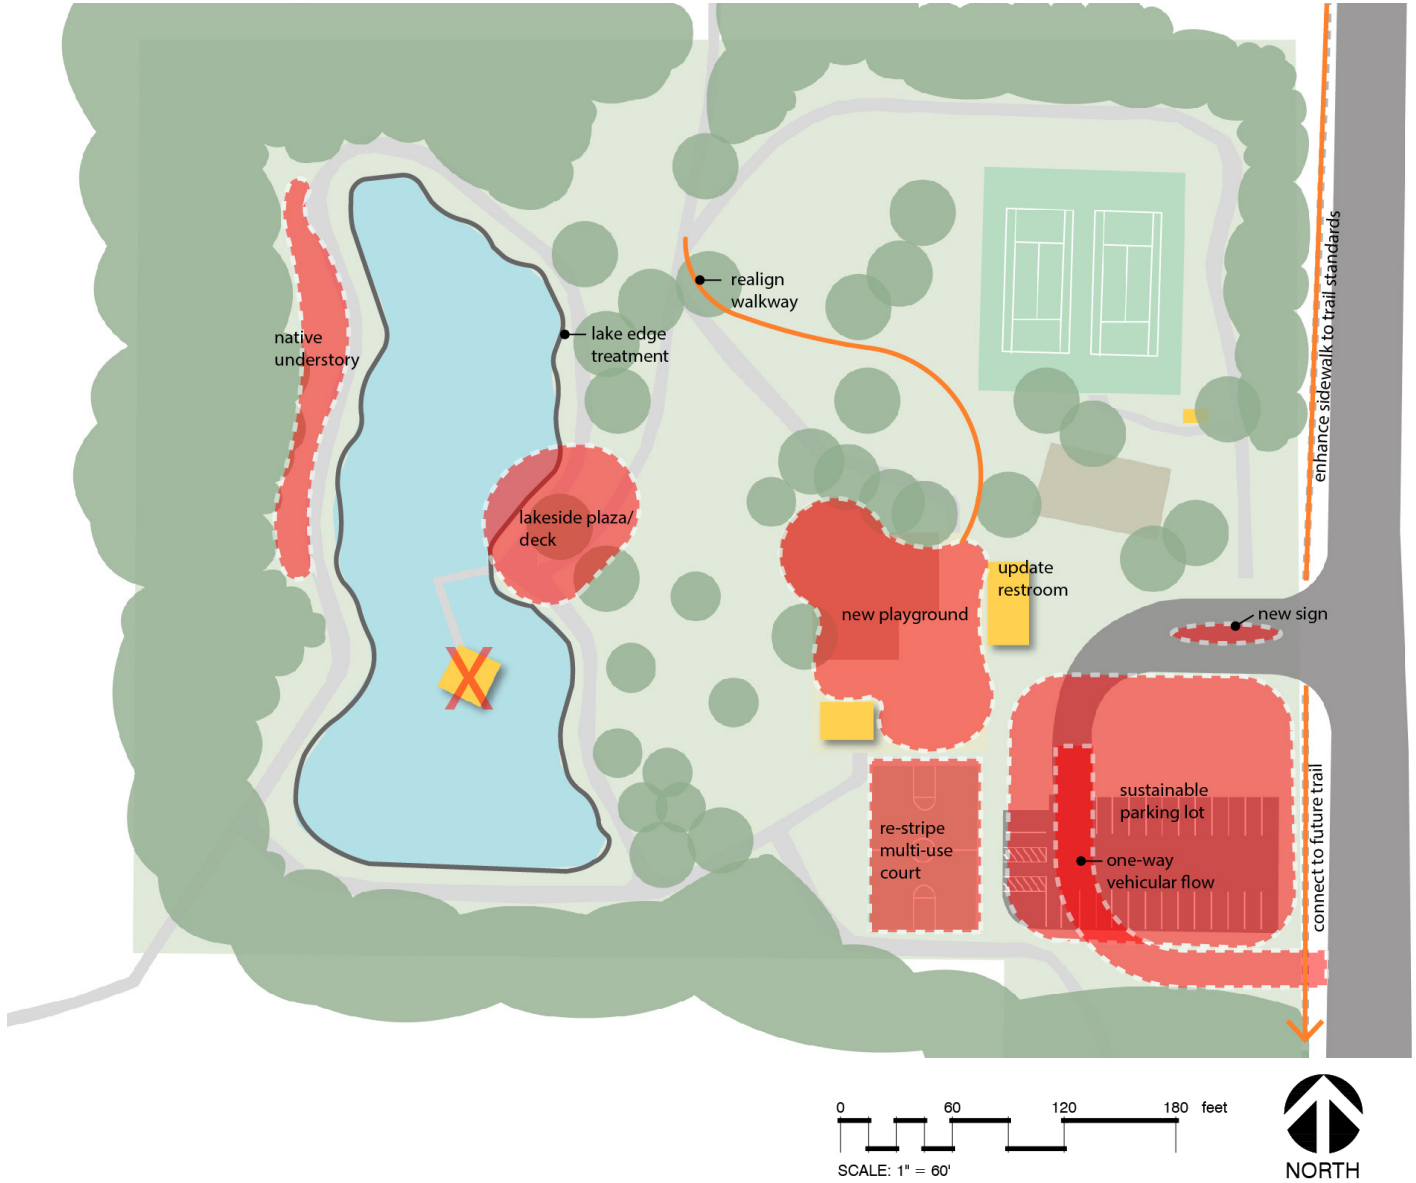 enhance sidewalk to trail standards
realign
walkway
native
understory
lake edge
treatment
lakeside plaza/
deck
update
restroom
new playground
new sign
sustainable
parking lot
re-stripe
multi-use
court
one-way
vehicular flow
connect to future trail
0 60 120 180 feet
SCALE: 1" = 60'
NORTH